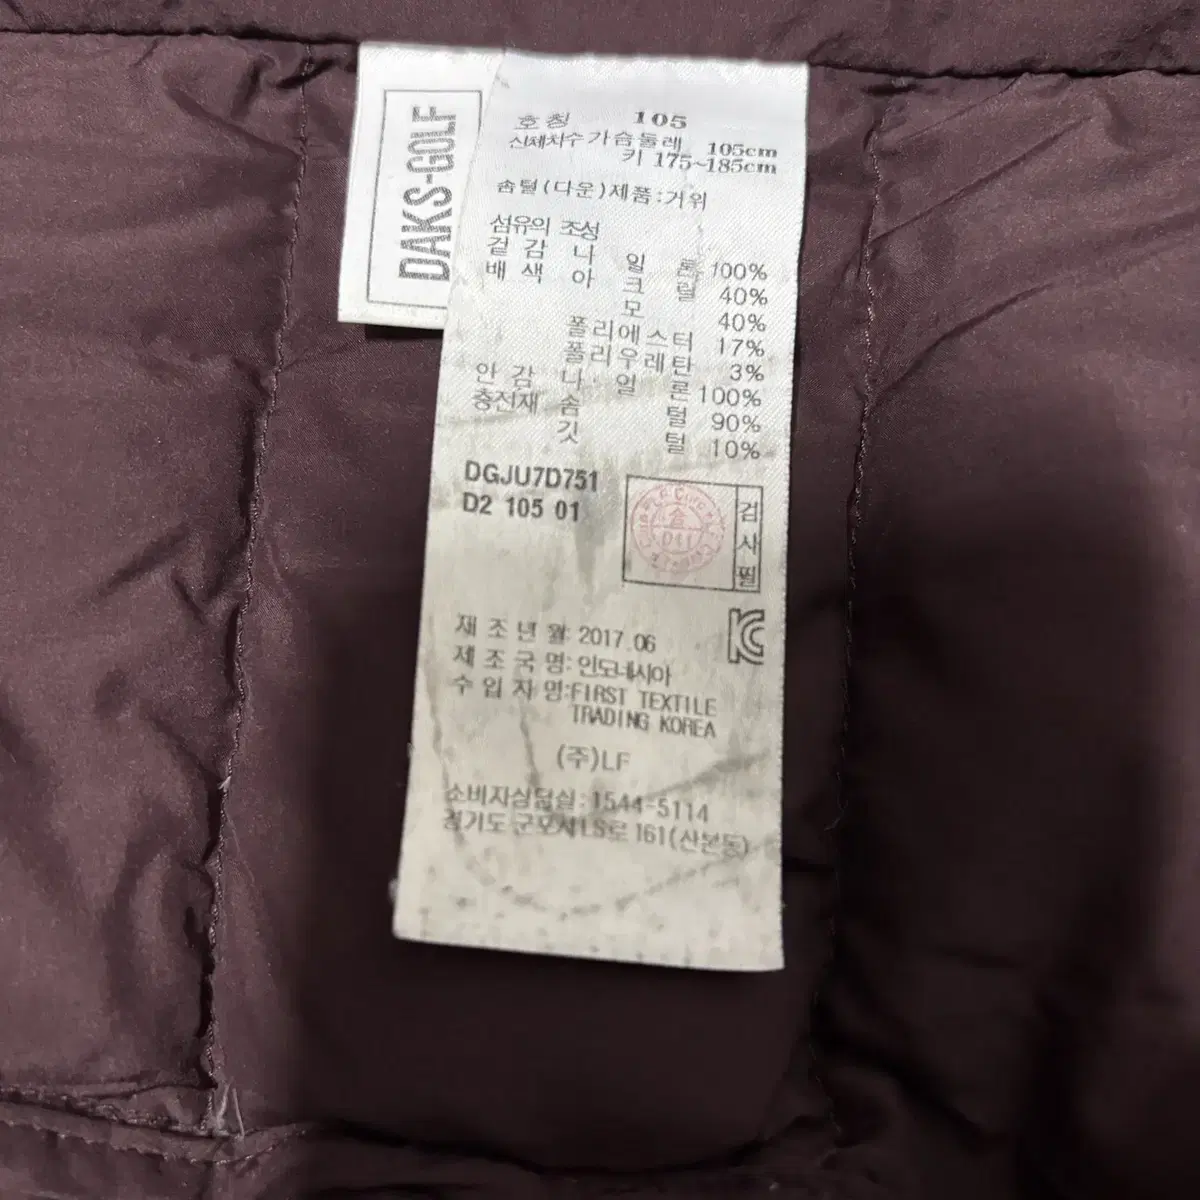 DAKS-GOLF
호칭 105
신체치수 가슴둘레 105cm
키 175~185cm
솜털(다운)제품:거위
섬유의 조성
겉감 나일론 100%
배색 아크릴 40%
모 40%
폴리에스터 17%
폴리우레탄 3%
안감 나일론 100%
충전재 솜털 90%
깃털 10%
DGJU7D751
D2 105 01
검사필
合
041
KC
제조년월: 2017.06
제조국명: 인도네시아
수입자명: FIRST TEXTILE
TRADING KOREA
(주)LF
소비자상담실: 1544-5114
경기도 군포시 LS로 161(산본동)